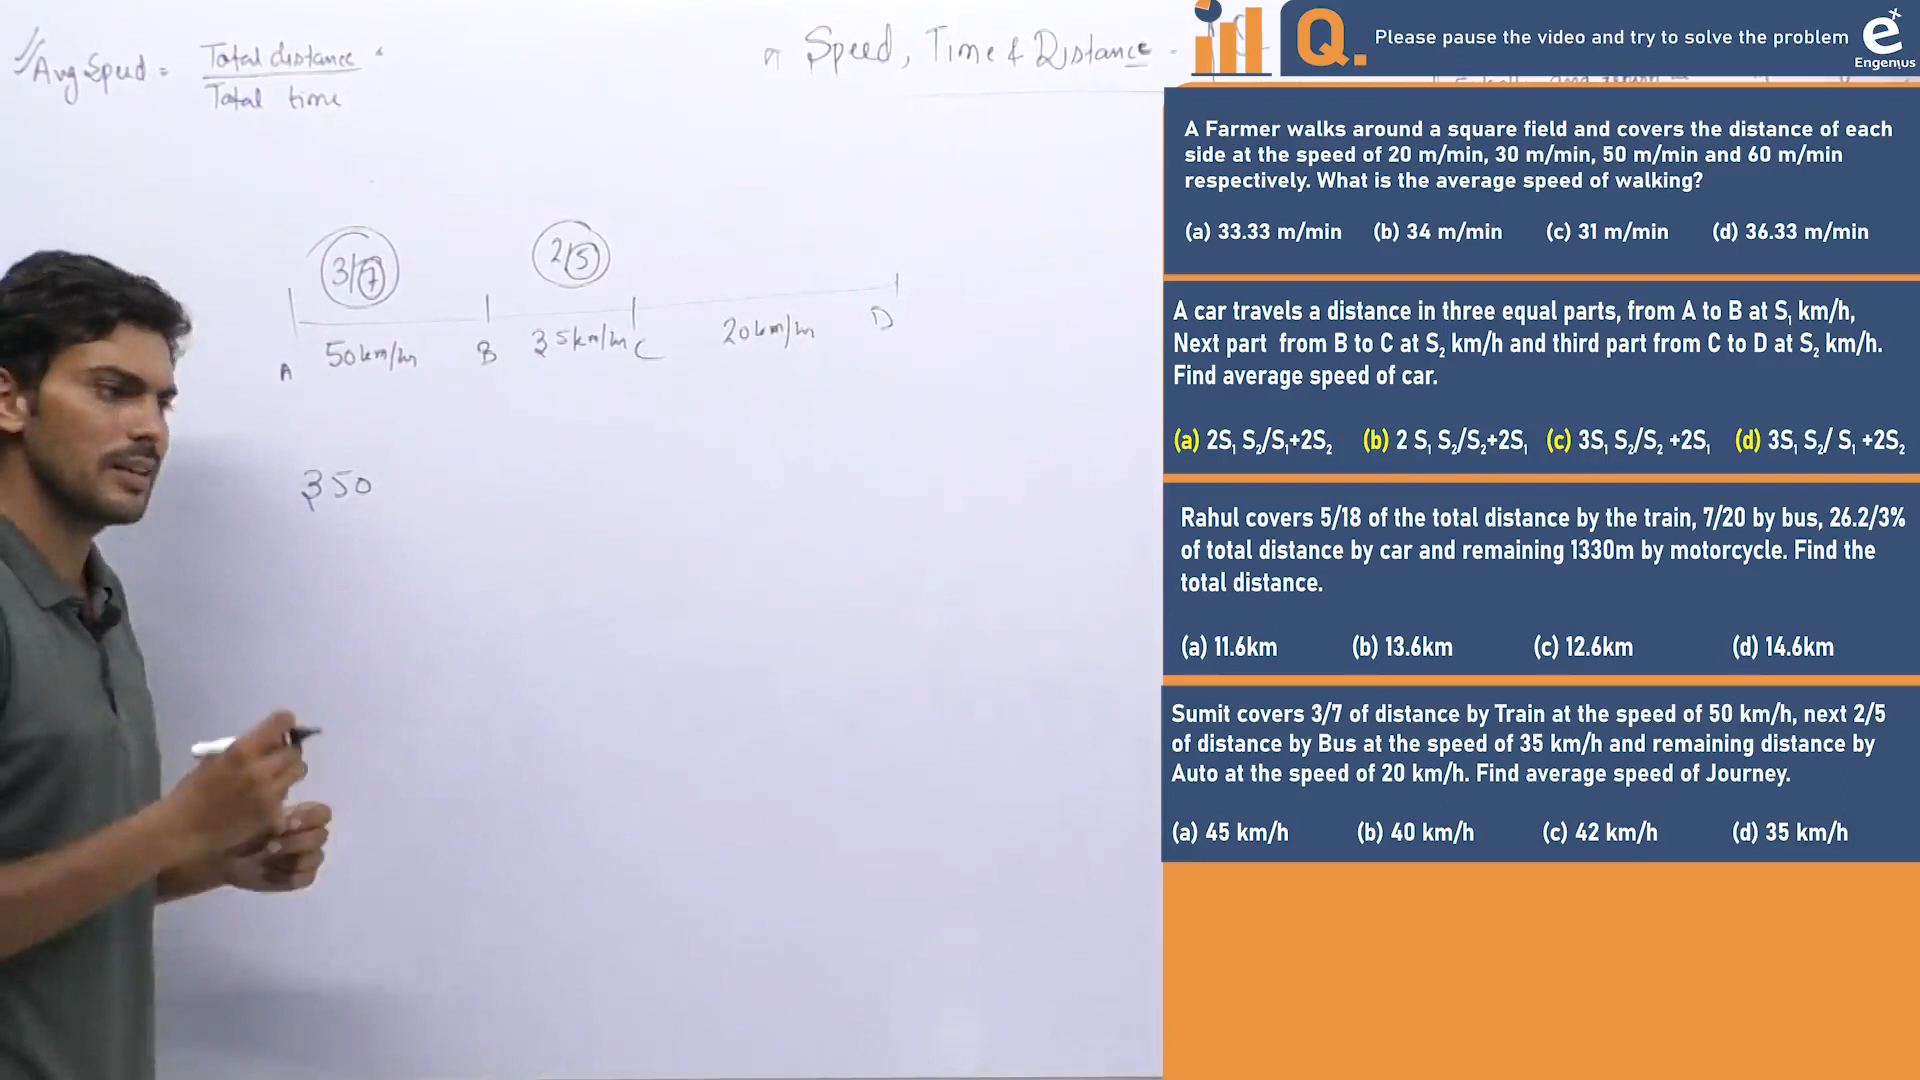 Avg Speed = Total distance
Total time
Speed, Time & Distance
3/7
2/5
A 50km/hr B 35km/hr C 20km/hr D
350
Q. Please pause the video and try to solve the problem
ex
Engenius
A Farmer walks around a square field and covers the distance of each
side at the speed of 20 m/min, 30 m/min, 50 m/min and 60 m/min
respectively. What is the average speed of walking?
(a) 33.33 m/min (b) 34 m/min (c) 31 m/min (d) 36.33 m/min
A car travels a distance in three equal parts, from A to B at S₁ km/h,
Next part from B to C at S₂ km/h and third part from C to D at S₂ km/h.
Find average speed of car.
(a) 2S₁ S₂/S₁+2S₂ (b) 2 S₁ S₂/S₂+2S₁ (c) 3S₁ S₂/S₂ +2S₁ (d) 3S₁ S₂/ S₁ +2S₂
Rahul covers 5/18 of the total distance by the train, 7/20 by bus, 26.2/3%
of total distance by car and remaining 1330m by motorcycle. Find the
total distance.
(a) 11.6km (b) 13.6km (c) 12.6km (d) 14.6km
Sumit covers 3/7 of distance by Train at the speed of 50 km/h, next 2/5
of distance by Bus at the speed of 35 km/h and remaining distance by
Auto at the speed of 20 km/h. Find average speed of Journey.
(a) 45 km/h (b) 40 km/h (c) 42 km/h (d) 35 km/h